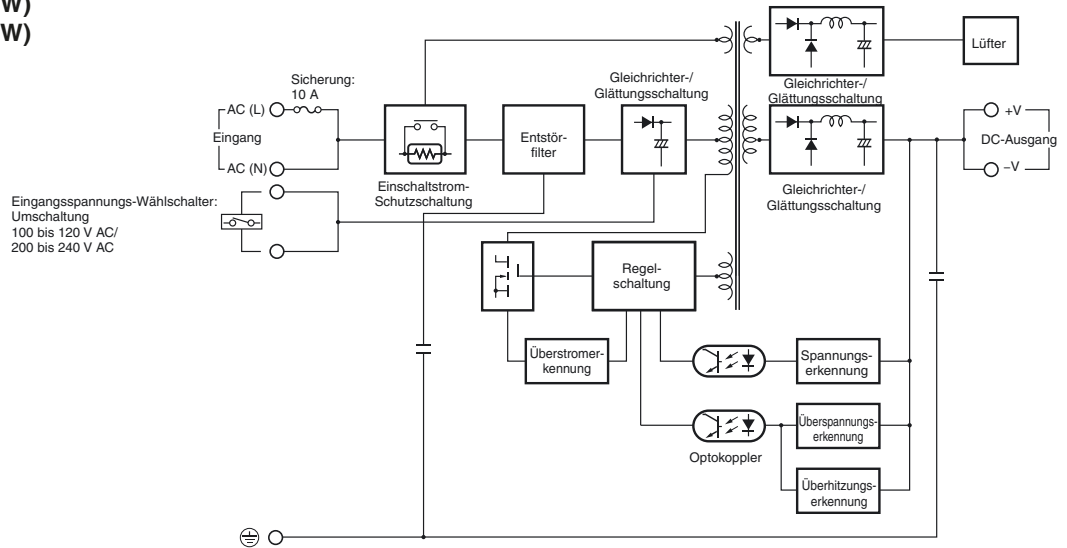 W)
W)
Lüfter
Gleichrichter-/
Glättungsschaltung
Sicherung:
10 A
Gleichrichter-/
Glättungsschaltung
AC (L)
Eingang
AC (N)
Entstör-
filter
+V
DC-Ausgang
–V
Einschaltstrom-
Schutzschaltung
Gleichrichter-/
Glättungsschaltung
Eingangsspannungs-Wählschalter:
Umschaltung
100 bis 120 V AC/
200 bis 240 V AC
Regel-
schaltung
Überstromer-
kennung
Spannungs-
erkennung
Überspannungs-
erkennung
Optokoppler
Überhitzungs-
erkennung